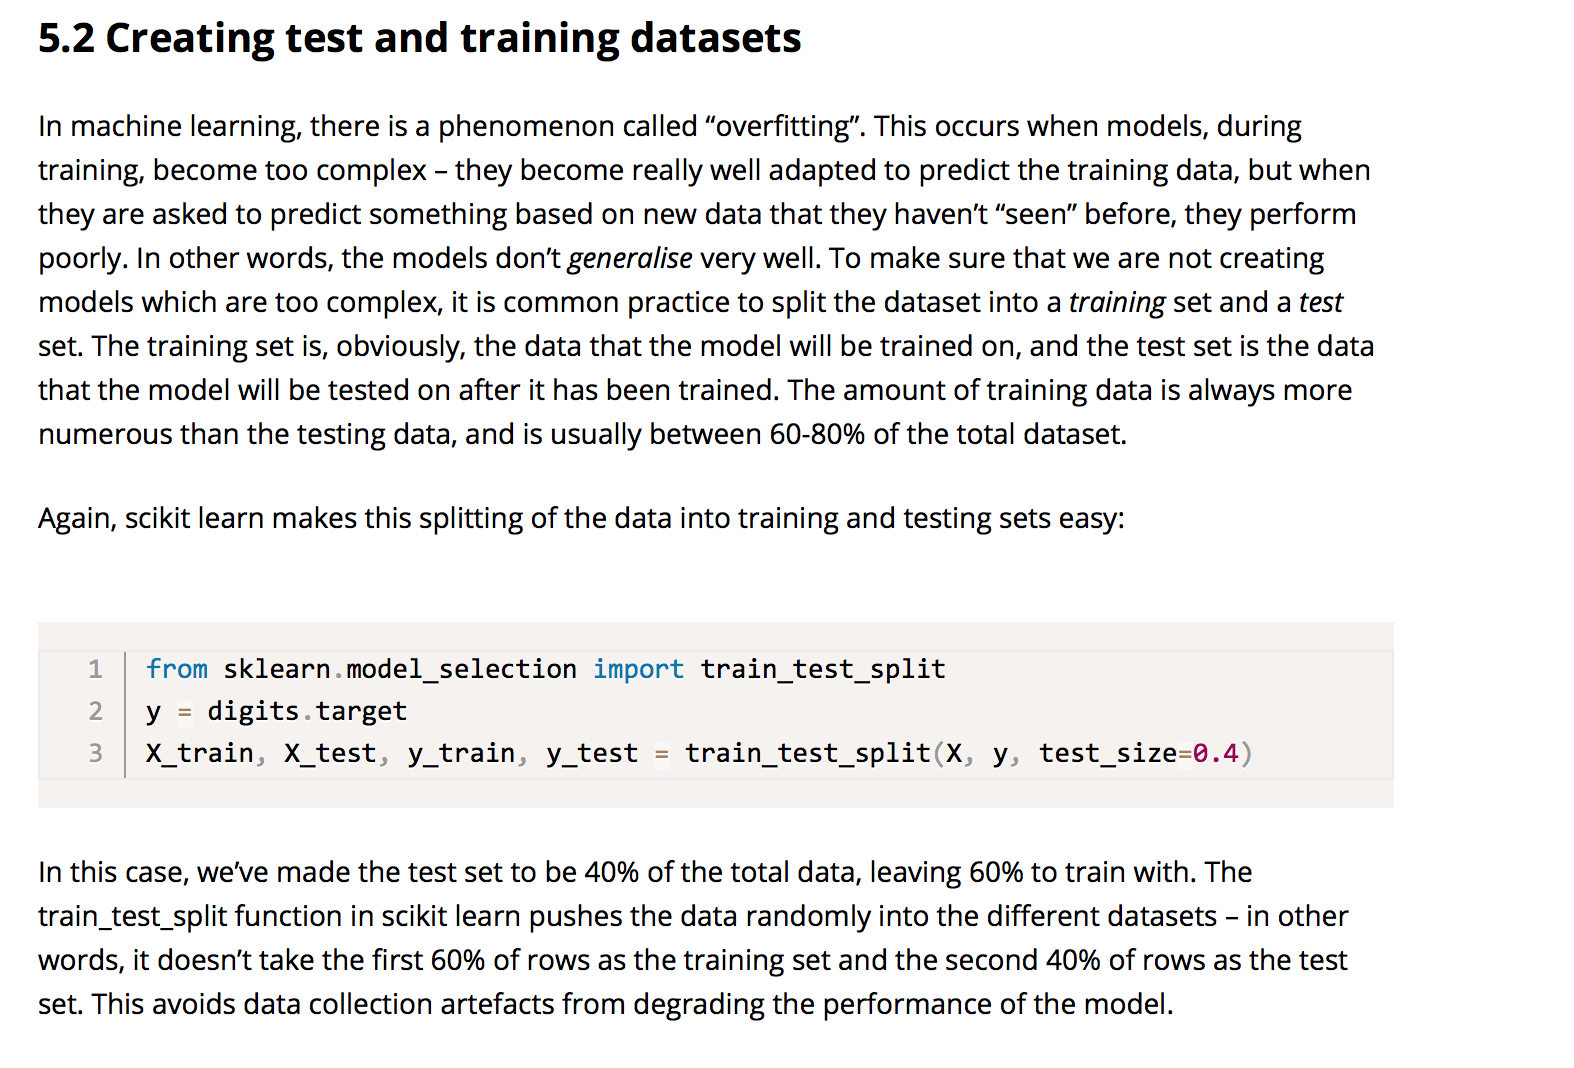 5.2 Creating test and training datasets
In machine learning, there is a phenomenon called “overfitting”. This occurs when models, during
training, become too complex – they become really well adapted to predict the training data, but when
they are asked to predict something based on new data that they haven’t “seen” before, they perform
poorly. In other words, the models don’t generalise very well. To make sure that we are not creating
models which are too complex, it is common practice to split the dataset into a training set and a test
set. The training set is, obviously, the data that the model will be trained on, and the test set is the data
that the model will be tested on after it has been trained. The amount of training data is always more
numerous than the testing data, and is usually between 60-80% of the total dataset.
Again, scikit learn makes this splitting of the data into training and testing sets easy:
1 from sklearn.model_selection import train_test_split
2 y = digits.target
3 X_train, X_test, y_train, y_test = train_test_split(X, y, test_size=0.4)
In this case, we’ve made the test set to be 40% of the total data, leaving 60% to train with. The
train_test_split function in scikit learn pushes the data randomly into the different datasets – in other
words, it doesn’t take the first 60% of rows as the training set and the second 40% of rows as the test
set. This avoids data collection artefacts from degrading the performance of the model.